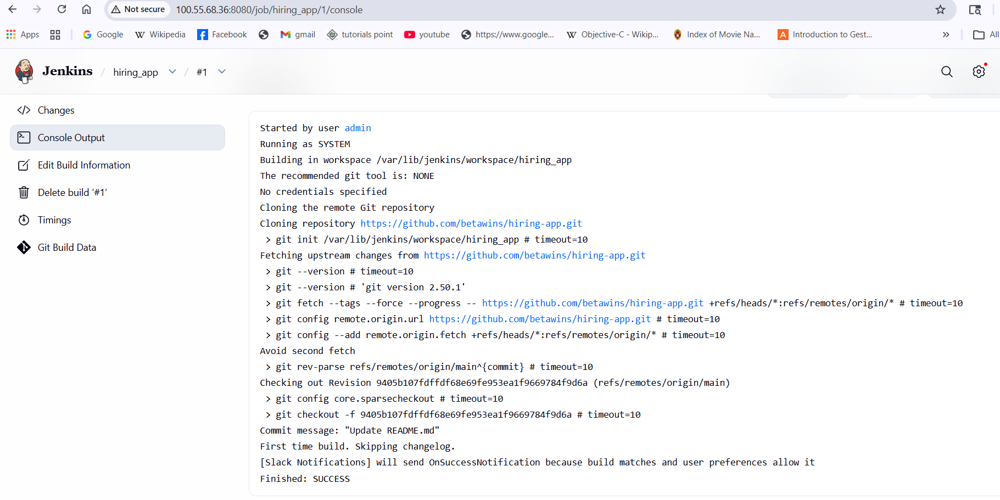 Not secure 100.55.68.36:8080/job/hiring_app/1/console
Apps Google Wikipedia Facebook gmail tutorials point youtube https://www.google... Objective-C - Wikip... Index of Movie Na... Introduction to Gest... » All
Jenkins / hiring_app / #1
Changes
Console Output
Edit Build Information
Delete build ‘#1’
Timings
Git Build Data
Started by user admin
Running as SYSTEM
Building in workspace /var/lib/jenkins/workspace/hiring_app
The recommended git tool is: NONE
No credentials specified
Cloning the remote Git repository
Cloning repository https://github.com/betawins/hiring-app.git
> git init /var/lib/jenkins/workspace/hiring_app # timeout=10
Fetching upstream changes from https://github.com/betawins/hiring-app.git
> git --version # timeout=10
> git --version # 'git version 2.50.1'
> git fetch --tags --force --progress -- https://github.com/betawins/hiring-app.git +refs/heads/*:refs/remotes/origin/* # timeout=10
> git config remote.origin.url https://github.com/betawins/hiring-app.git # timeout=10
> git config --add remote.origin.fetch +refs/heads/*:refs/remotes/origin/* # timeout=10
Avoid second fetch
> git rev-parse refs/remotes/origin/main^{commit} # timeout=10
Checking out Revision 9405b107fdffdf68e69fe953ea1f9669784f9d6a (refs/remotes/origin/main)
> git config core.sparsecheckout # timeout=10
> git checkout -f 9405b107fdffdf68e69fe953ea1f9669784f9d6a # timeout=10
Commit message: "Update README.md"
First time build. Skipping changelog.
[Slack Notifications] will send OnSuccessNotification because build matches and user preferences allow it
Finished: SUCCESS